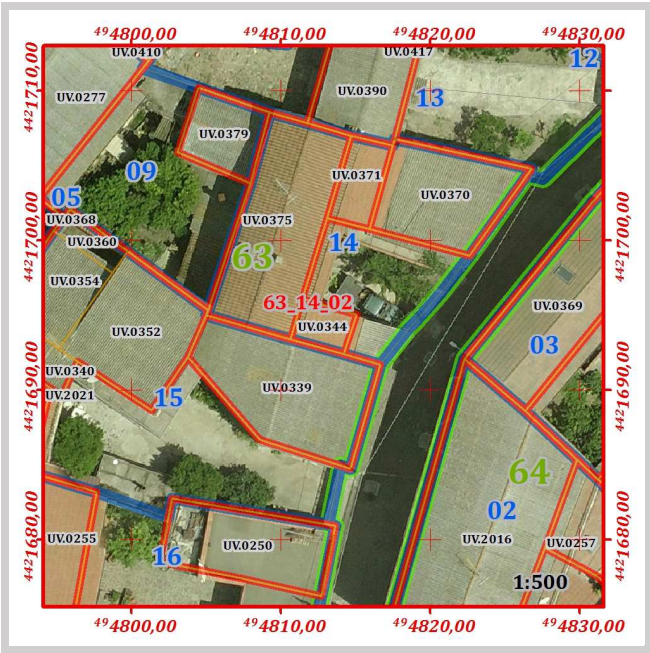 ⁴⁹4800,00 ⁴⁹4810,00 ⁴⁹4820,00 ⁴⁹4830,00
UV.0410
UV.0417
12
⁴⁴²¹710,00
⁴⁴²¹710,00
UV.0277
UV.0390
13
UV.0379
09
UV.0371
UV.0370
05
UV.0368
UV.0375
⁴⁴²¹700,00
⁴⁴²¹700,00
UV.0360
14
63
UV.0354
63_14_02
UV.0369
UV.0352
UV.0344
03
UV.0340
UV.0339
⁴⁴²¹690,00
⁴⁴²¹690,00
UV.2021
15
64
02
UV.0255
UV.0250
UV.2016
UV.0257
⁴⁴²¹680,00
⁴⁴²¹680,00
16
1:500
⁴⁹4800,00 ⁴⁹4810,00 ⁴⁹4820,00 ⁴⁹4830,00